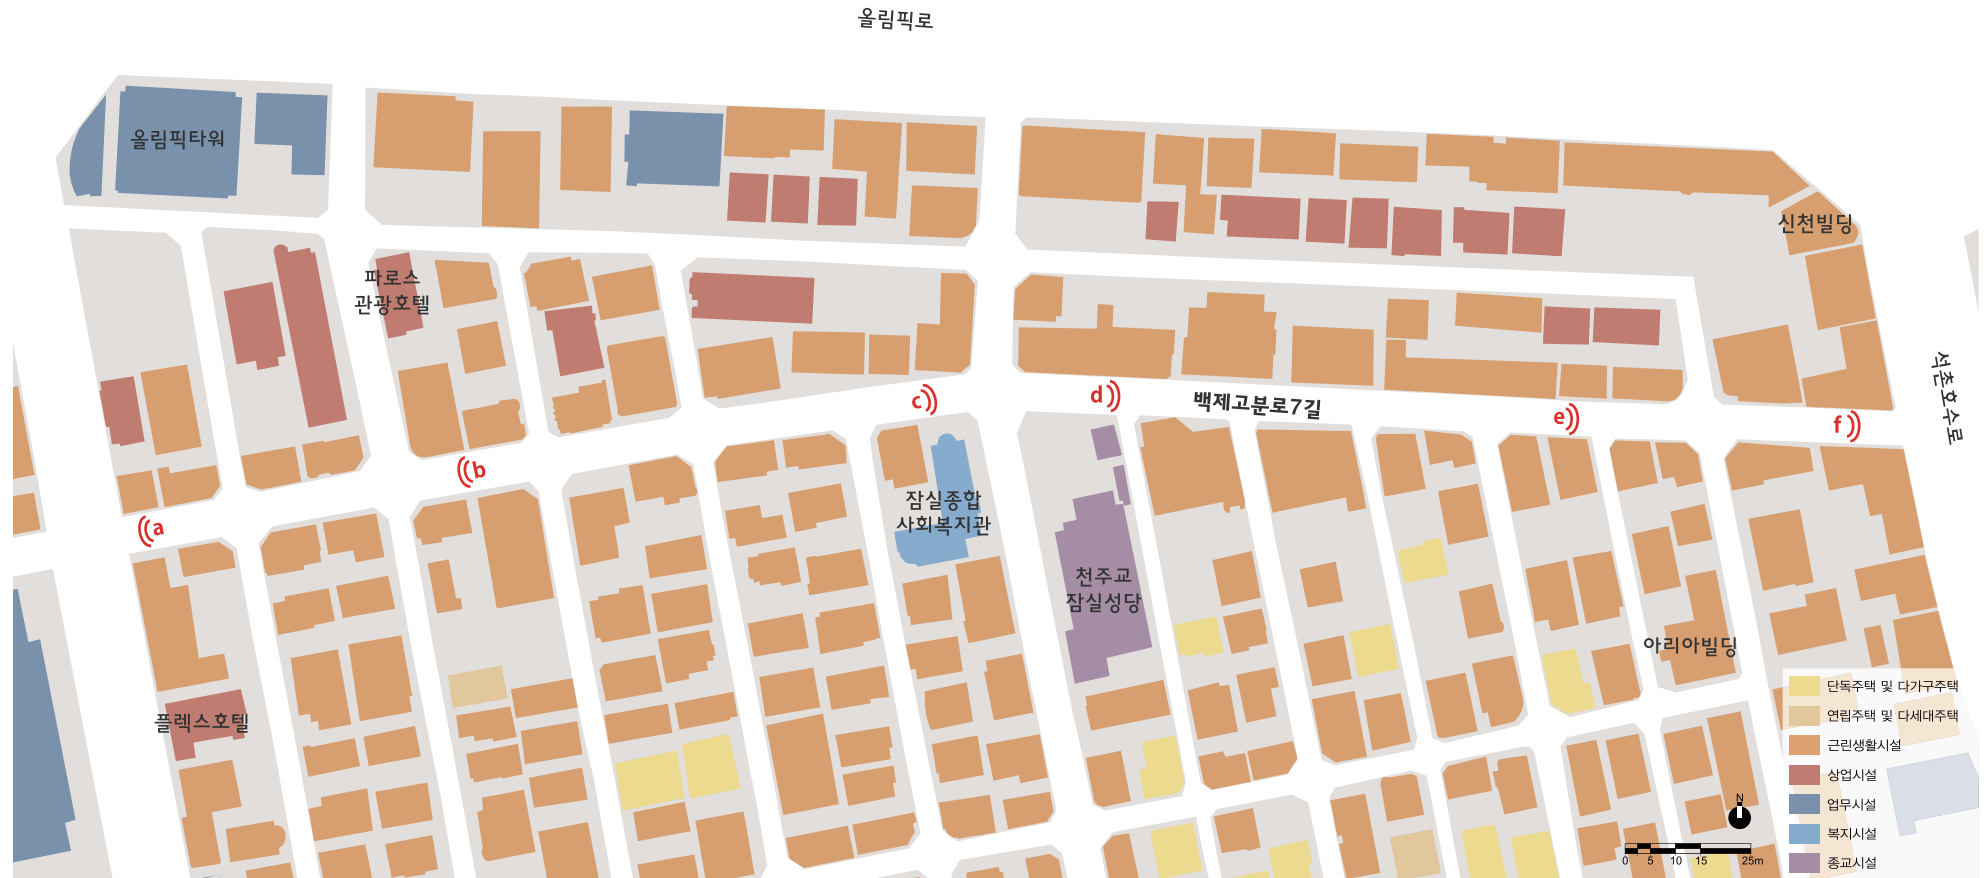 올림픽로
올림픽타워
신천빌딩
파로스
관광호텔
석촌호수로
c
d
백제고분로7길
e
f
b
a
잠실종합
사회복지관
천주교
잠실성당
아리아빌딩
플렉스호텔
단독주택 및 다가구주택
연립주택 및 다세대주택
근린생활시설
상업시설
업무시설
복지시설
종교시설
N
0 5 10 15 25m